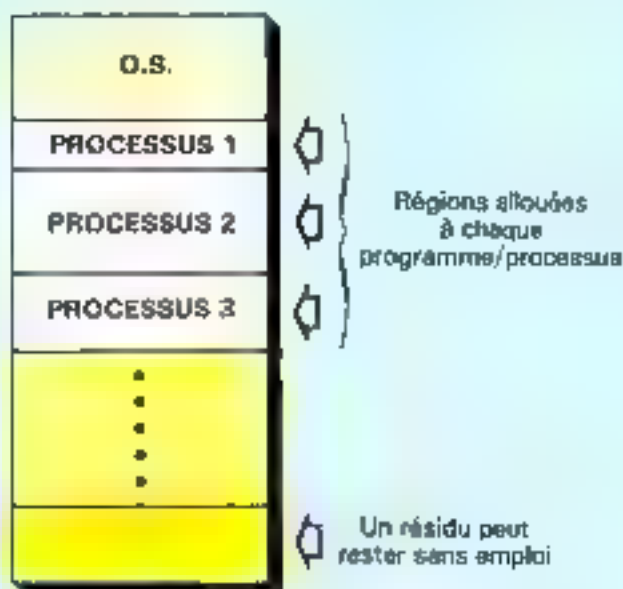 O.S.
PROCESSUS 1
PROCESSUS 2
PROCESSUS 3
Régions allouées
à chaque
programme/processus
Un résidu peut
rester sans emploi